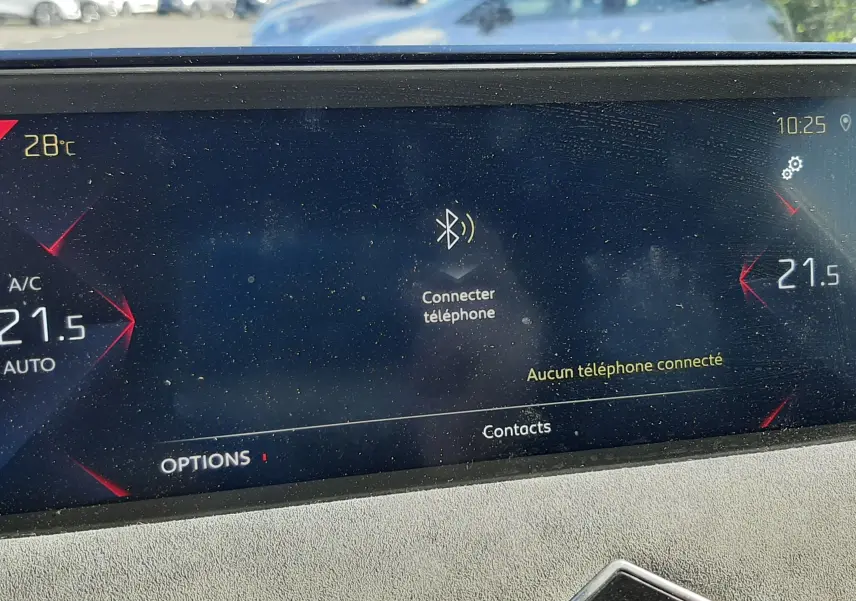 28°C
10:25
A/C
21.5
AUTO
Connecter
téléphone
21.5
Aucun téléphone connecté
Contacts
OPTIONS